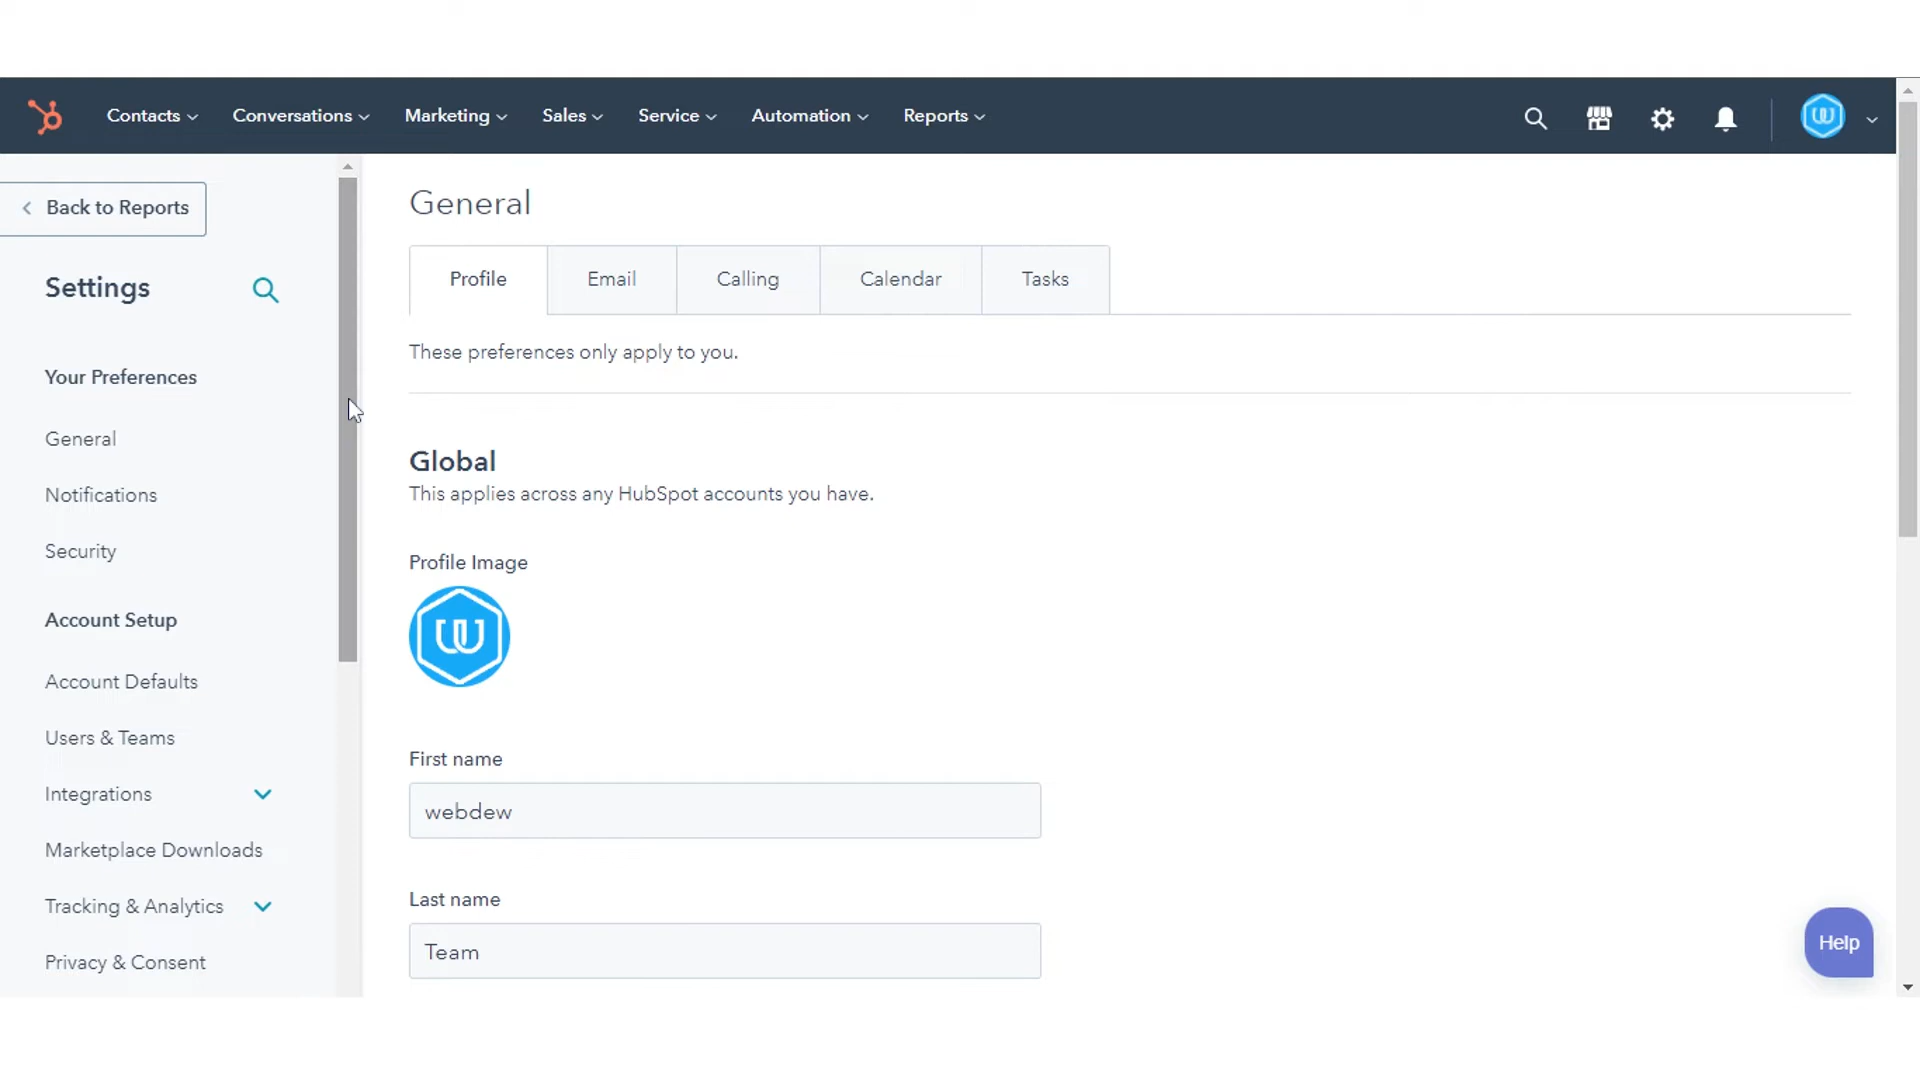 Contacts
Conversations
Marketing
Sales
Service
Automation
Reports
Back to Reports
Settings
Your Preferences
General
Notifications
Security
Account Setup
Account Defaults
Users & Teams
Integrations
Marketplace Downloads
Tracking & Analytics
Privacy & Consent
General
Profile
Email
Calling
Calendar
Tasks
These preferences only apply to you.
Global
This applies across any HubSpot accounts you have.
Profile Image
First name
webdew
Last name
Team
Help